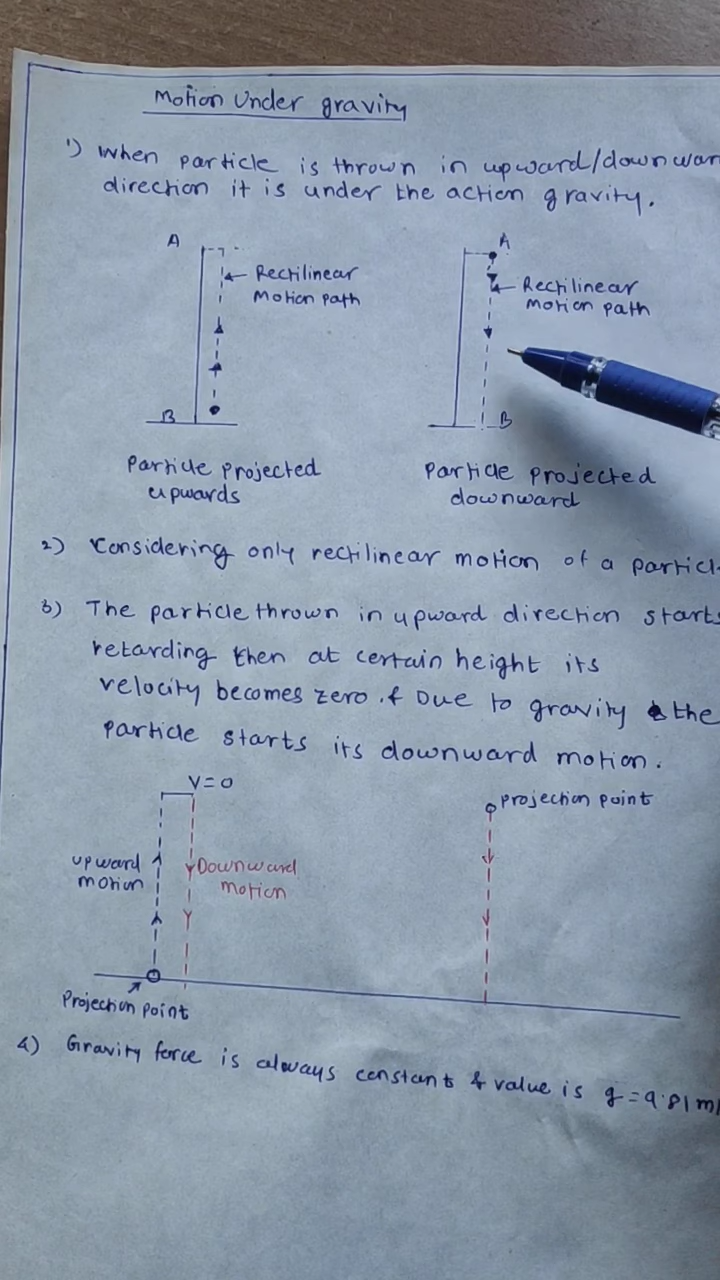 Motion Under gravity
1) When particle is thrown in upward/downwar
direction it is under the action gravity.
A
Rectilinear
Motion path
B
Particle projected
upwards
A
Rectilinear
motion path
B
Particle projected
downward
2) Considering only rectilinear motion of a particl
3) The particle thrown in upward direction starts
retarding then at certain height its
velocity becomes zero. & Due to gravity the
particle starts its downward motion.
V=0
upward
motion
Downward
motion
Projection point
projection point
4) Gravity force is always constant & value is g=9.81m/